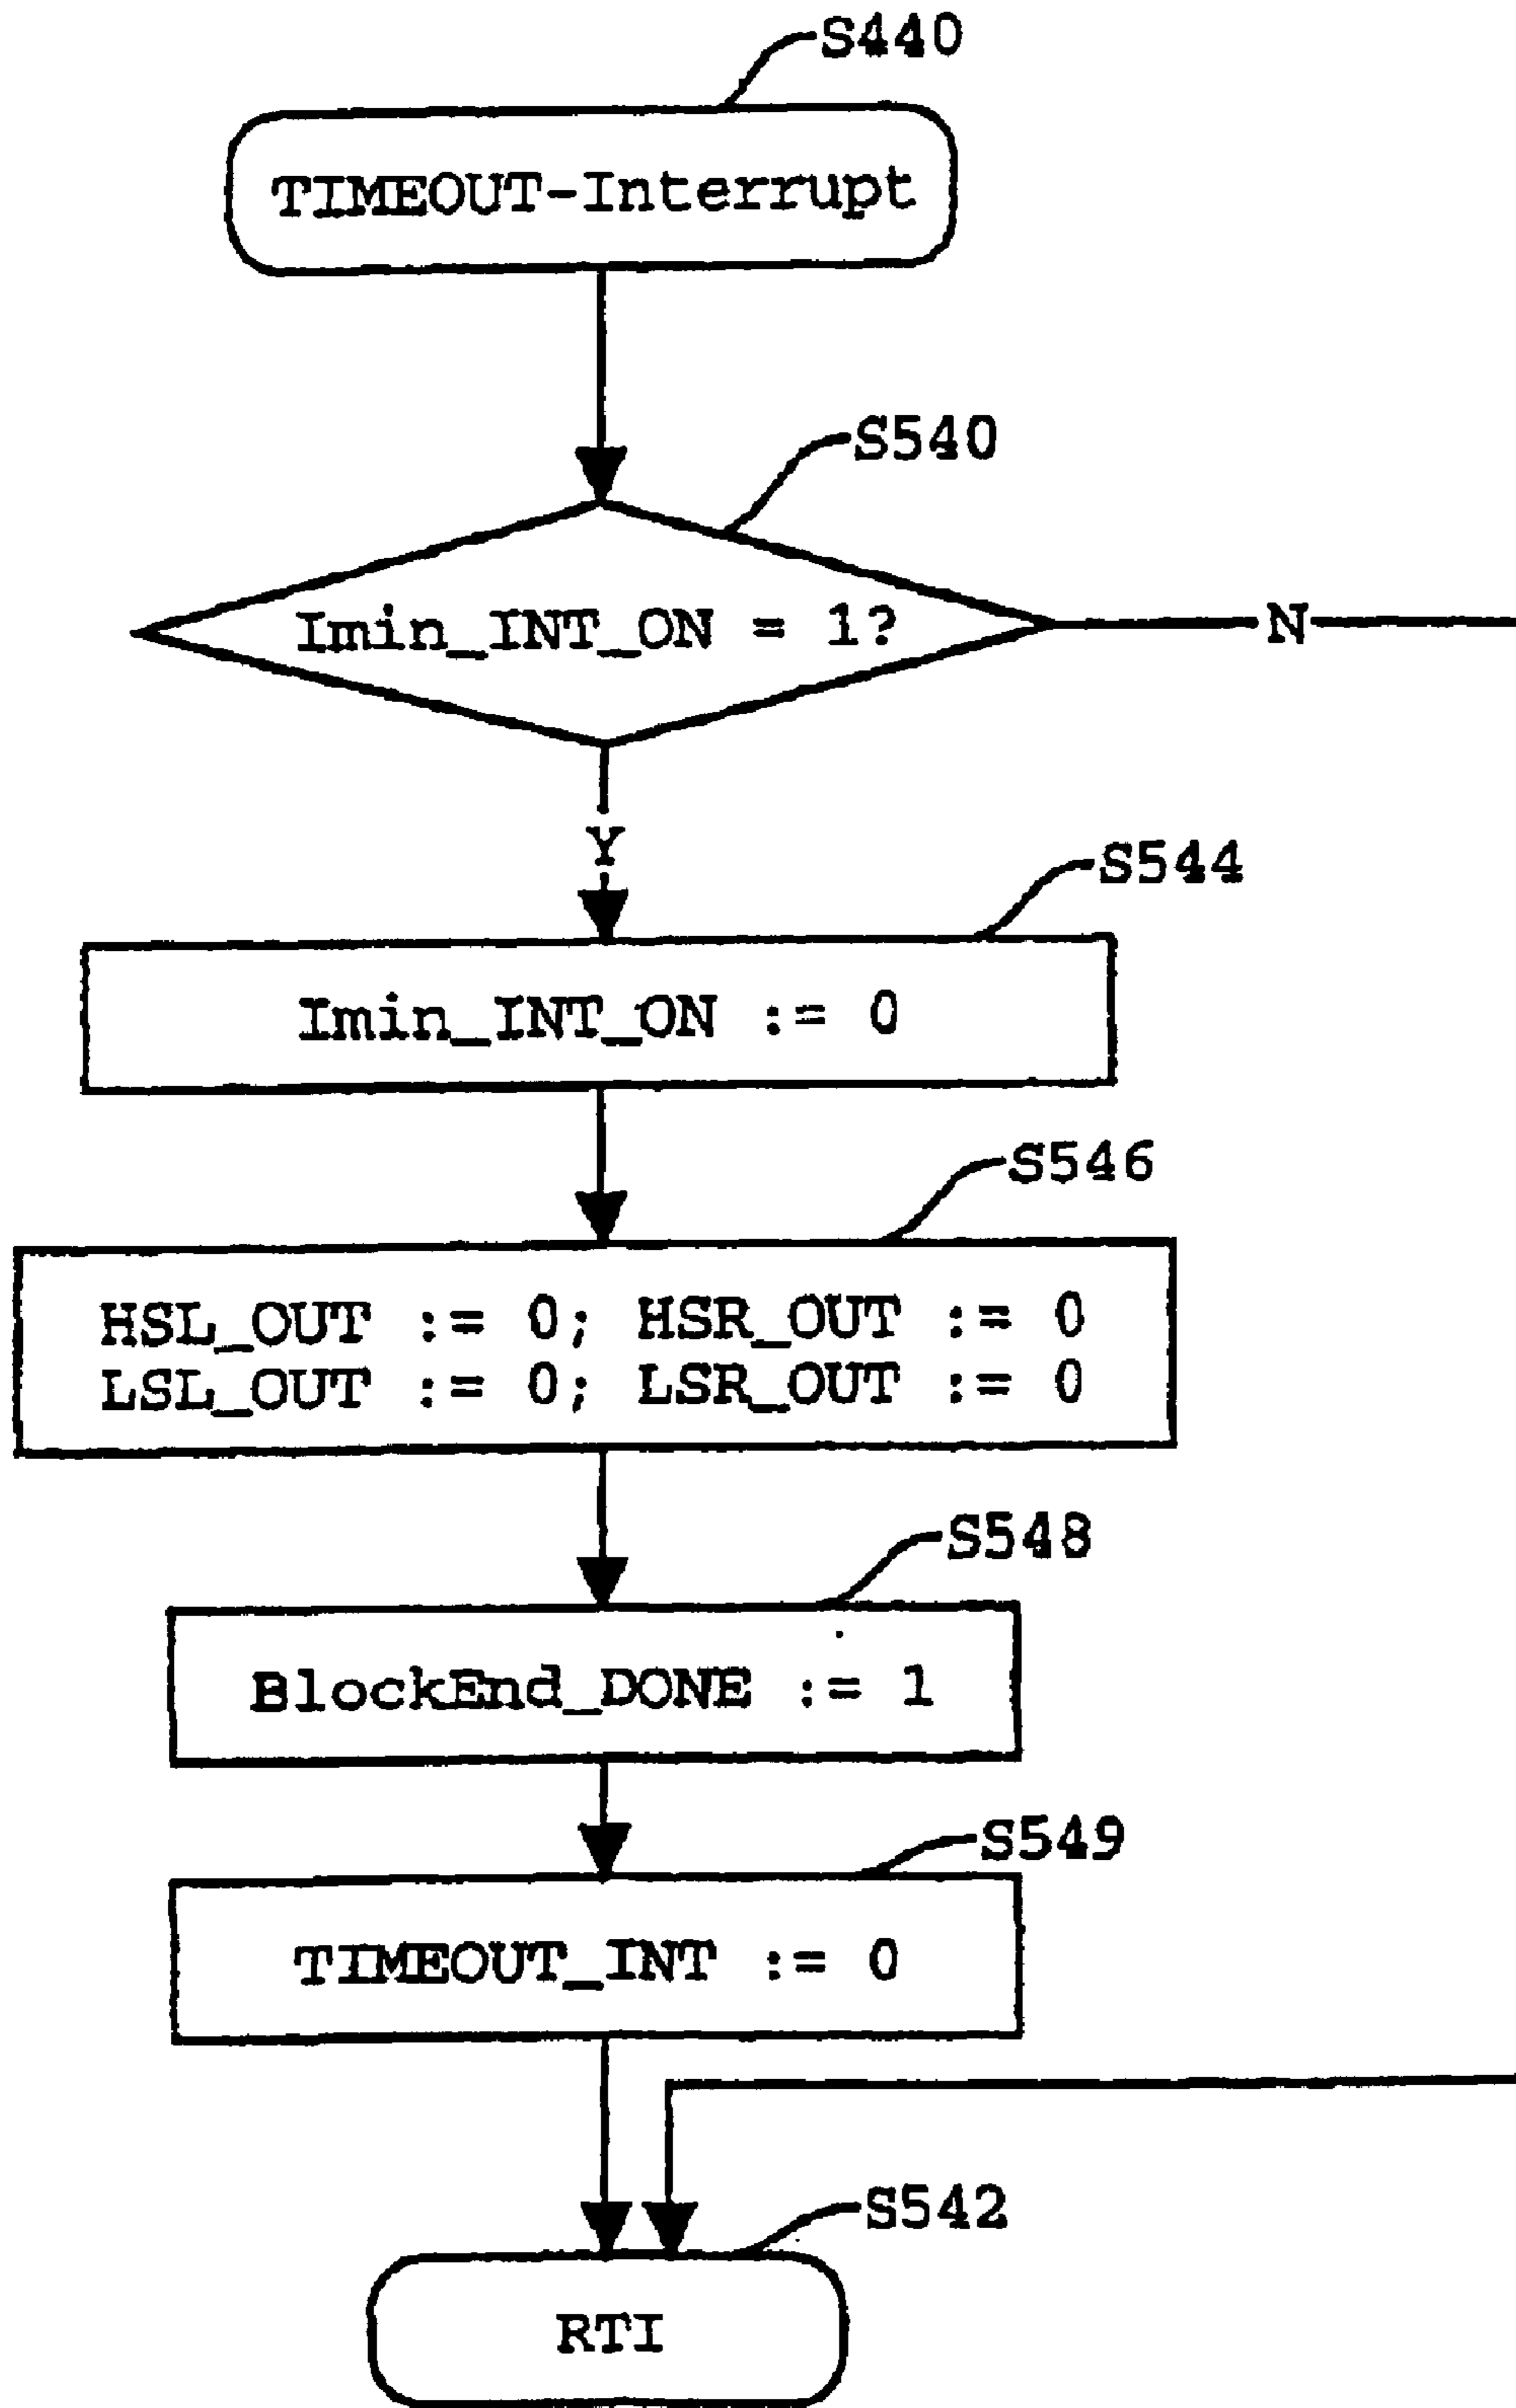 S440
TIMEOUT-Interrupt
S540
Imin_INT_ON = 1?
N
Y
S544
Imin_INT_ON := 0
S546
HSL_OUT := 0; HSR_OUT := 0
LSL_OUT := 0; LSR_OUT := 0
S548
BlockEnd_DONE := 1
S549
TIMEOUT_INT := 0
S542
RTI